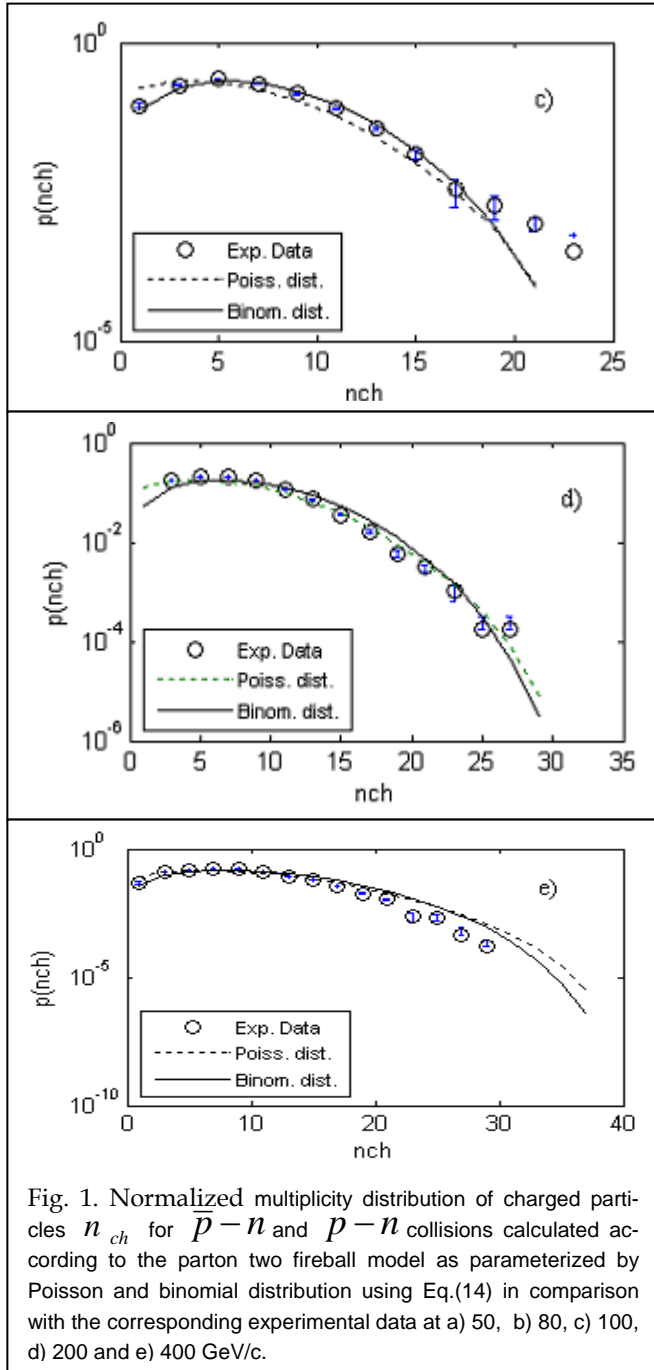 10^0
c)
p(nch)
Exp. Data
Poiss. dist.
Binom. dist.
10^-5
0 5 10 15 20 25
nch
10^0
d)
10^-2
p(nch)
10^-4
Exp. Data
Poiss. dist.
Binom. dist.
10^-6
0 5 10 15 20 25 30 35
nch
10^0
e)
p(nch)
10^-5
Exp. Data
Poiss. dist.
Binom. dist.
10^-10
0 10 20 30 40
nch
Fig. 1. Normalized multiplicity distribution of charged parti-
cles n_ch for p̅ − n and p − n collisions calculated ac-
cording to the parton two fireball model as parameterized by
Poisson and binomial distribution using Eq.(14) in comparison
with the corresponding experimental data at a) 50, b) 80, c) 100,
d) 200 and e) 400 GeV/c.